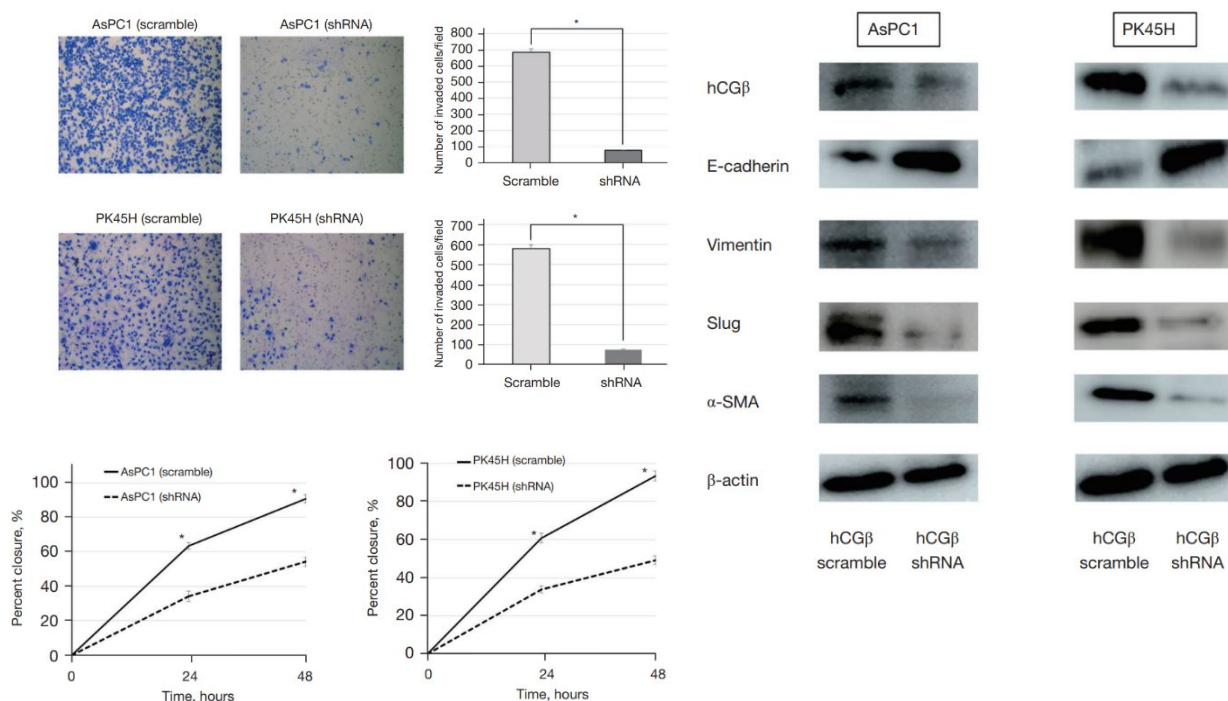 AsPC1 (scramble)
AsPC1 (shRNA)
Number of invaded cells/field
800
700
600
500
400
300
200
100
0
*
Scramble
shRNA
PK45H (scramble)
PK45H (shRNA)
Number of invaded cells/field
700
600
500
400
300
200
100
0
*
Scramble
shRNA
Percent closure, %
100
80
60
40
20
0
AsPC1 (scramble)
AsPC1 (shRNA)
*
*
0
24
48
Time, hours
Percent closure, %
100
80
60
40
20
0
PK45H (scramble)
PK45H (shRNA)
*
*
0
24
48
Time, hours
AsPC1
PK45H
hCGβ
E-cadherin
Vimentin
Slug
α-SMA
β-actin
hCGβ
scramble
hCGβ
shRNA
hCGβ
scramble
hCGβ
shRNA